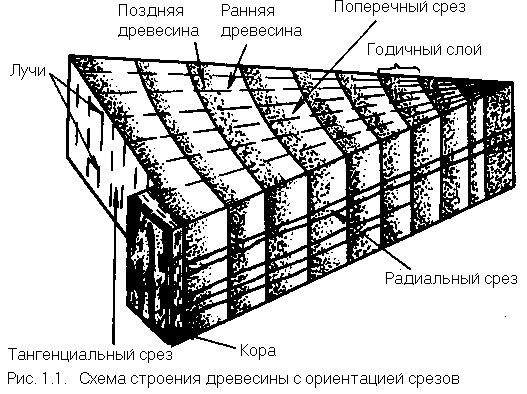 Поздняя
древесина
Ранняя
древесина
Поперечный срез
Годичный слой
Лучи
Радиальный срез
Тангенциальный срез
Кора
Рис. 1.1. Схема строения древесины с ориентацией срезов